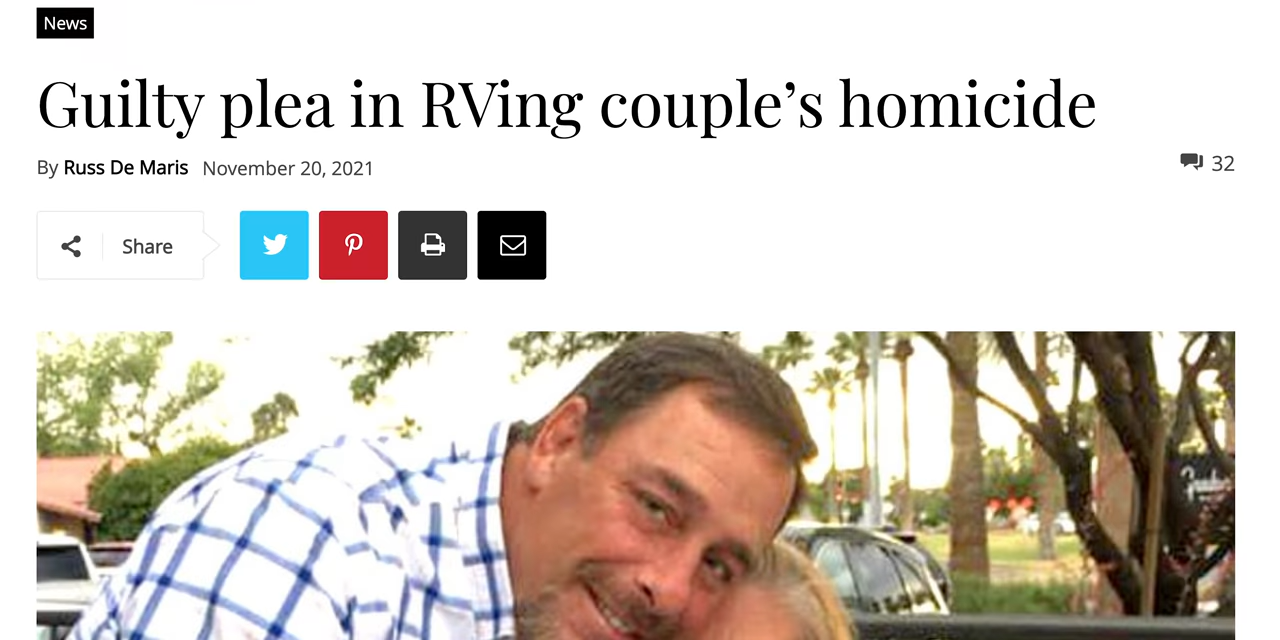 News
Guilty plea in RVing couple’s homicide
By Russ De Maris November 20, 2021
32
Share